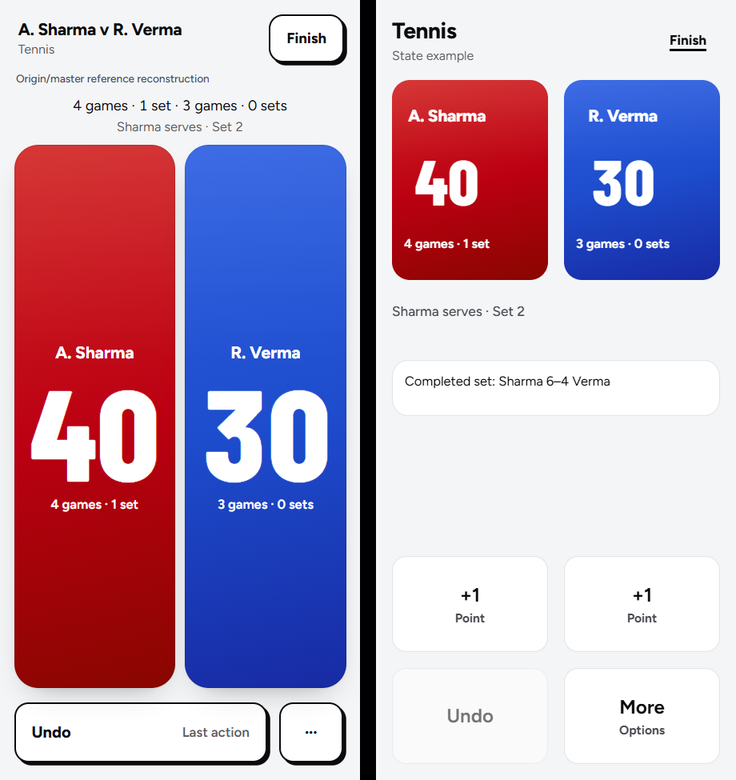 A. Sharma v R. Verma
Tennis
Finish
Origin/master reference reconstruction
4 games · 1 set · 3 games · 0 sets
Sharma serves · Set 2
A. Sharma
40
4 games · 1 set
R. Verma
30
3 games · 0 sets
Undo
Last action
···
Tennis
State example
Finish
A. Sharma
40
4 games · 1 set
R. Verma
30
3 games · 0 sets
Sharma serves · Set 2
Completed set: Sharma 6–4 Verma
+1
Point
+1
Point
Undo
More
Options